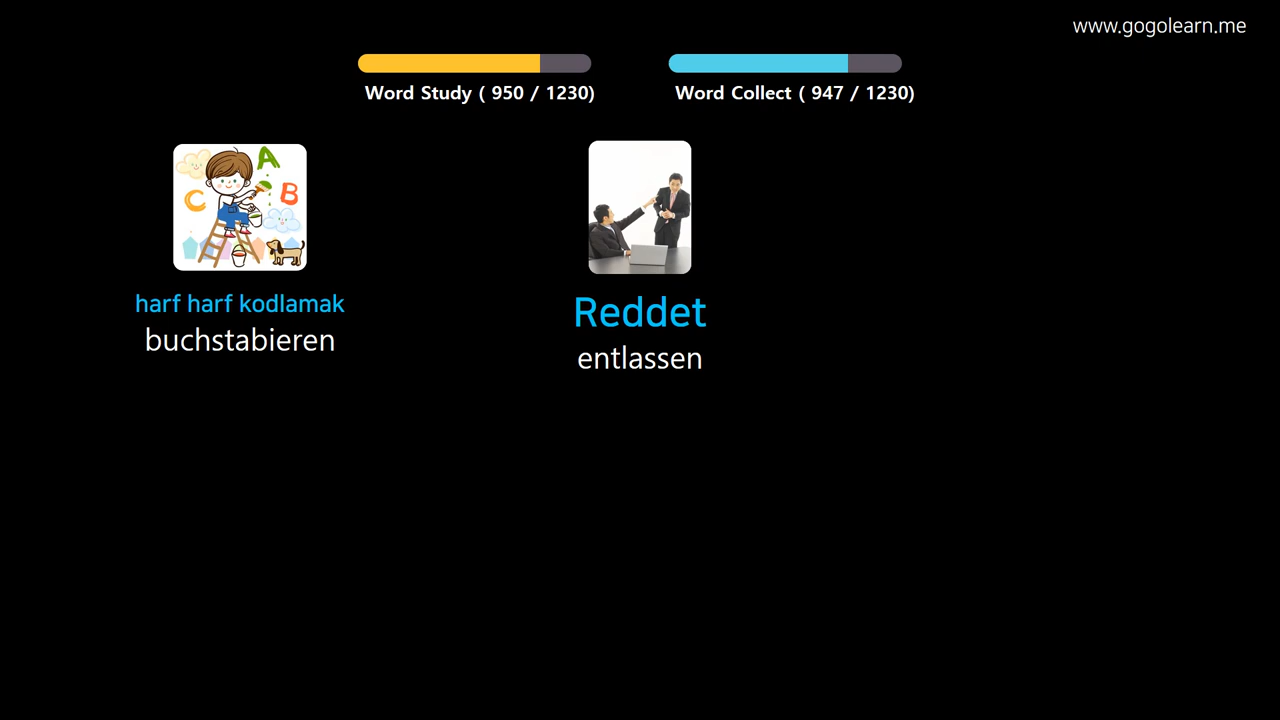 www.gogolearn.me
Word Study ( 950 / 1230)
Word Collect ( 947 / 1230)
A
C
B
harf harf kodlamak
buchstabieren
Reddet
entlassen